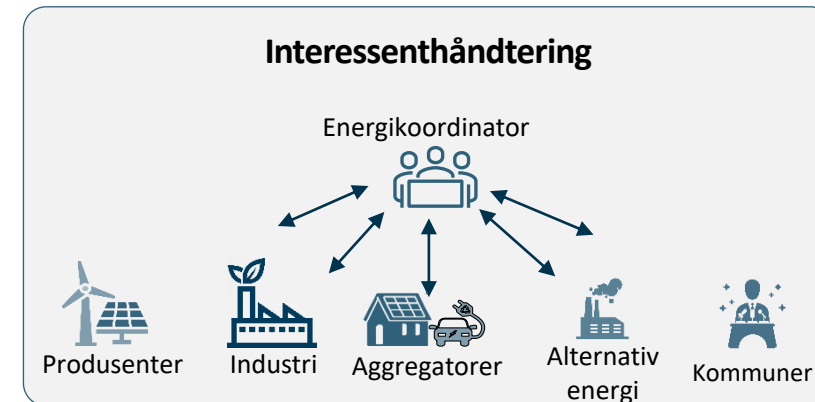 Interessenthåndtering
Energikoordinator
Produsenter
Industri
Aggregatorer
Alternativ
energi
Kommuner